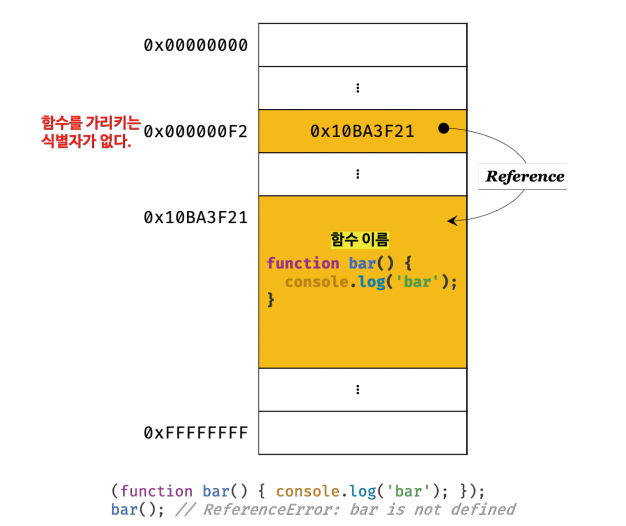 0x00000000
⋮
함수를 가리키는
식별자가 없다.
0x000000F2
0x10BA3F21
⋮
Reference
0x10BA3F21
함수 이름
function bar() {
  console.log('bar');
}
⋮
0xFFFFFFFF
(function bar() { console.log('bar'); });
bar(); // ReferenceError: bar is not defined